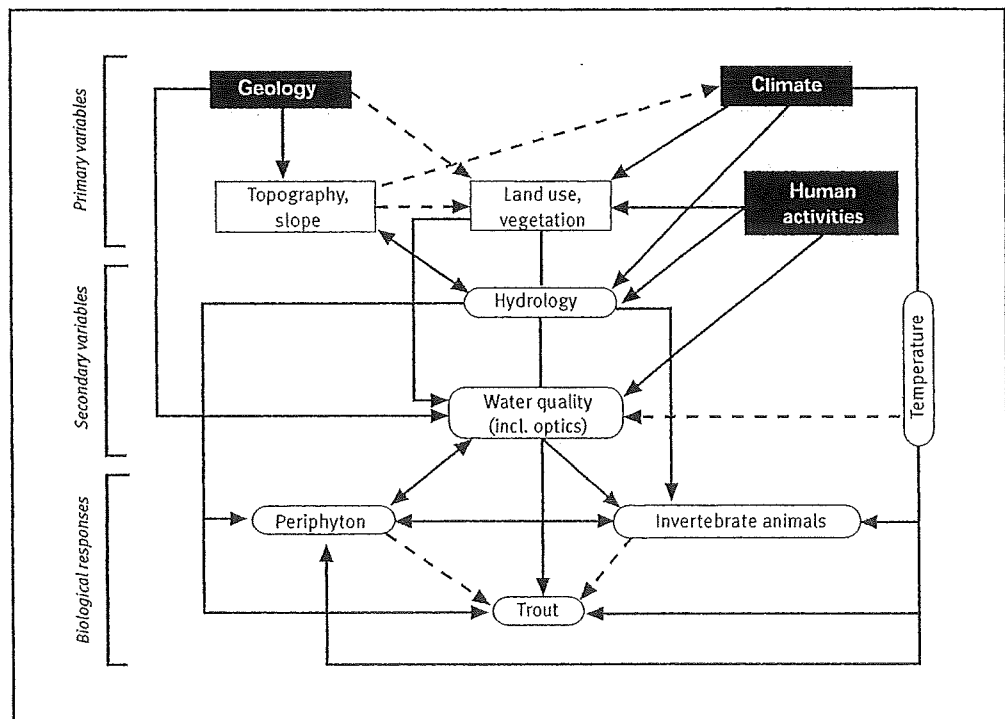 Primary variables
Geology
Climate
Topography,
slope
Land use,
vegetation
Human
activities
Secondary variables
Hydrology
Temperature
Water quality
(incl. optics)
Biological responses
Periphyton
Invertebrate animals
Trout